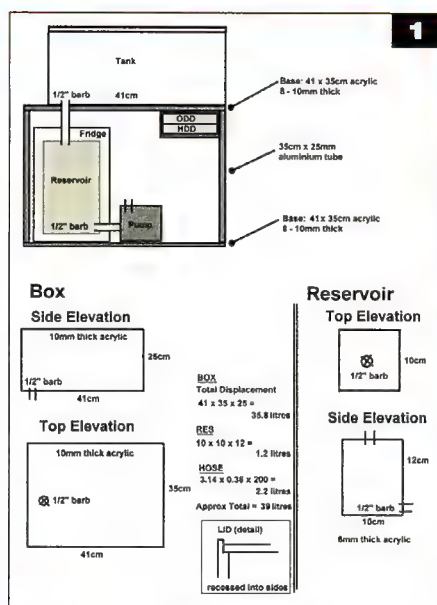 1
Tank
1/2" barb
41cm
Base: 41 x 35cm acrylic
8 - 10mm thick
ODD
HDD
Fridge
35cm x 25mm
aluminium tube
Reservoir
1/2" barb
Pump
Base: 41x 35cm acrylic
8 - 10mm thick
Box
Side Elevation
10mm thick acrylic
25cm
1/2" barb
41cm
Top Elevation
10mm thick acrylic
35cm
1/2" barb
41cm
BOX
Total Displacement
41 x 35 x 25 =
35.8 litres
RES
10 x 10 x 12 =
1.2 litres
HOSE
3.14 x 0.36 x 200 =
2.2 litres
Approx Total = 39 litres
LID (detail)
recessed into sides
Reservoir
Top Elevation
10cm
1/2" barb
Side Elevation
12cm
1/2" barb
10cm
6mm thick acrylic